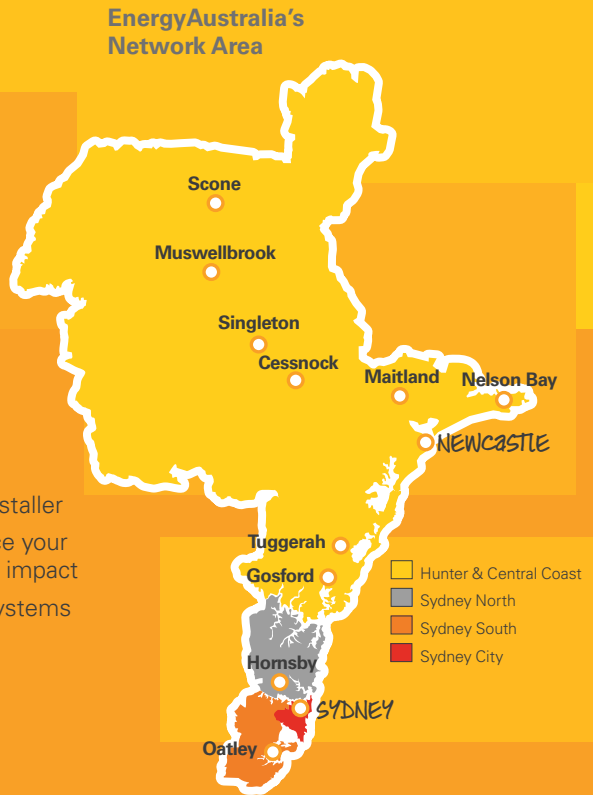 EnergyAustralia's
Network Area
Scone
Muswellbrook
Singleton
Cessnock
Maitland
Nelson Bay
NEWCaSTLE
staller
ce your
impact
ystems
Tuggerah
Gosford
Hunter & Central Coast
Sydney North
Sydney South
Sydney City
Hornsby
SYDNEY
Oatley